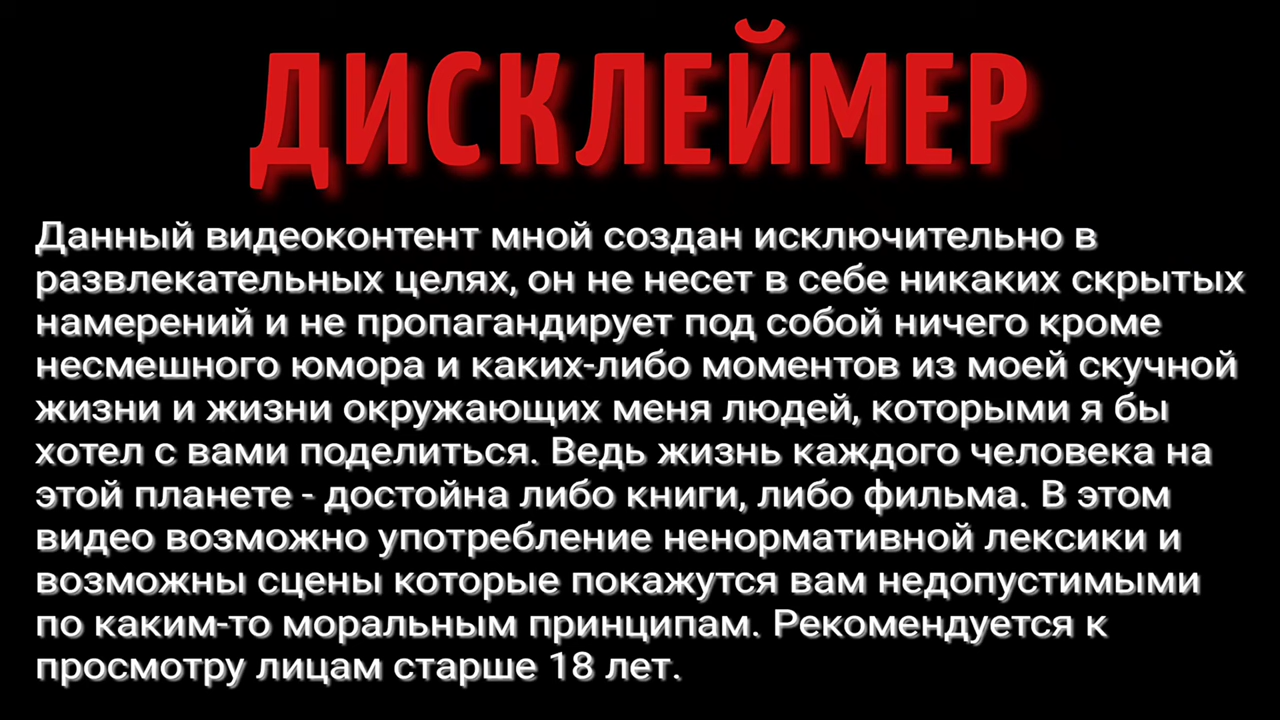 ДИСКЛЕЙМЕР
Данный видеоконтент мной создан исключительно в
развлекательных целях, он не несет в себе никаких скрытых
намерений и не пропагандирует под собой ничего кроме
несмешного юмора и каких-либо моментов из моей скучной
жизни и жизни окружающих меня людей, которыми я бы
хотел с вами поделиться. Ведь жизнь каждого человека на
этой планете - достойна либо книги, либо фильма. В этом
видео возможно употребление ненормативной лексики и
возможны сцены которые покажутся вам недопустимыми
по каким-то моральным принципам. Рекомендуется к
просмотру лицам старше 18 лет.